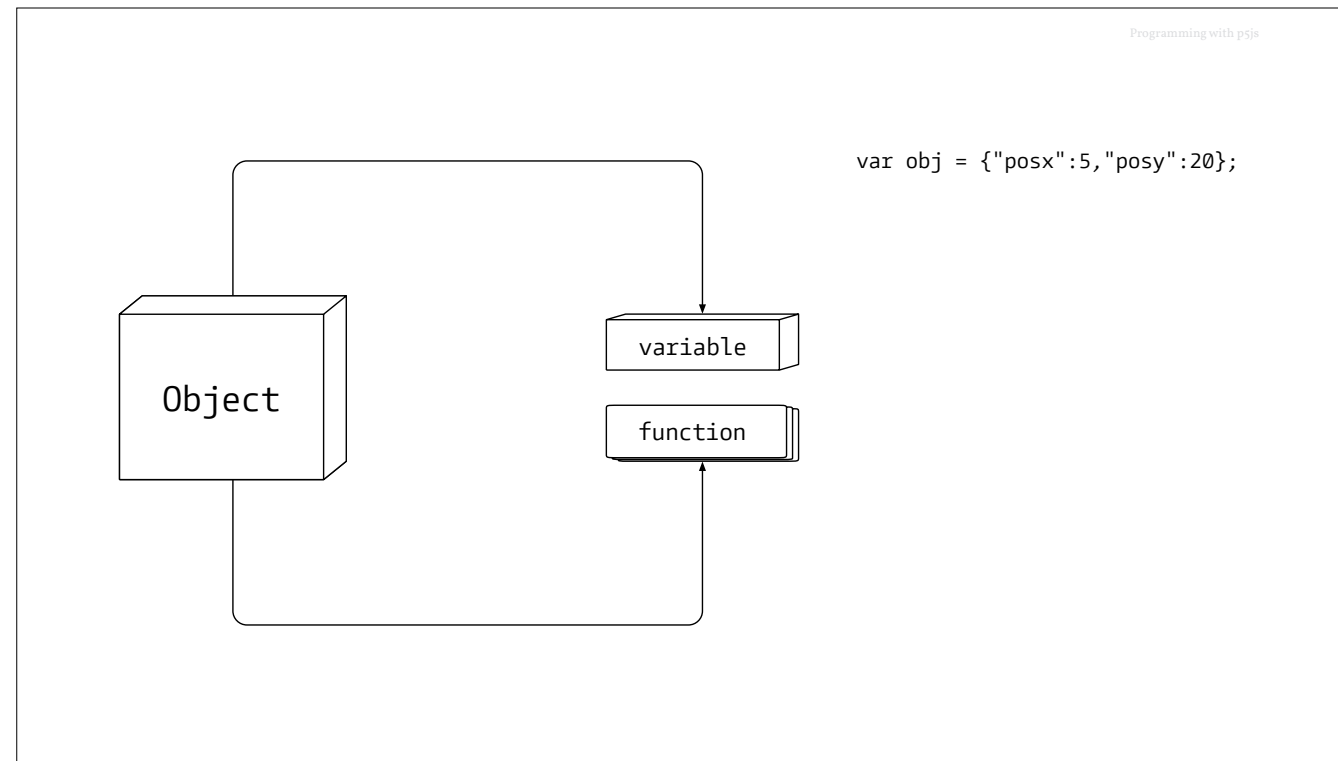 Programming with p5js
var obj = {"posx":5,"posy":20};
variable
Object
function